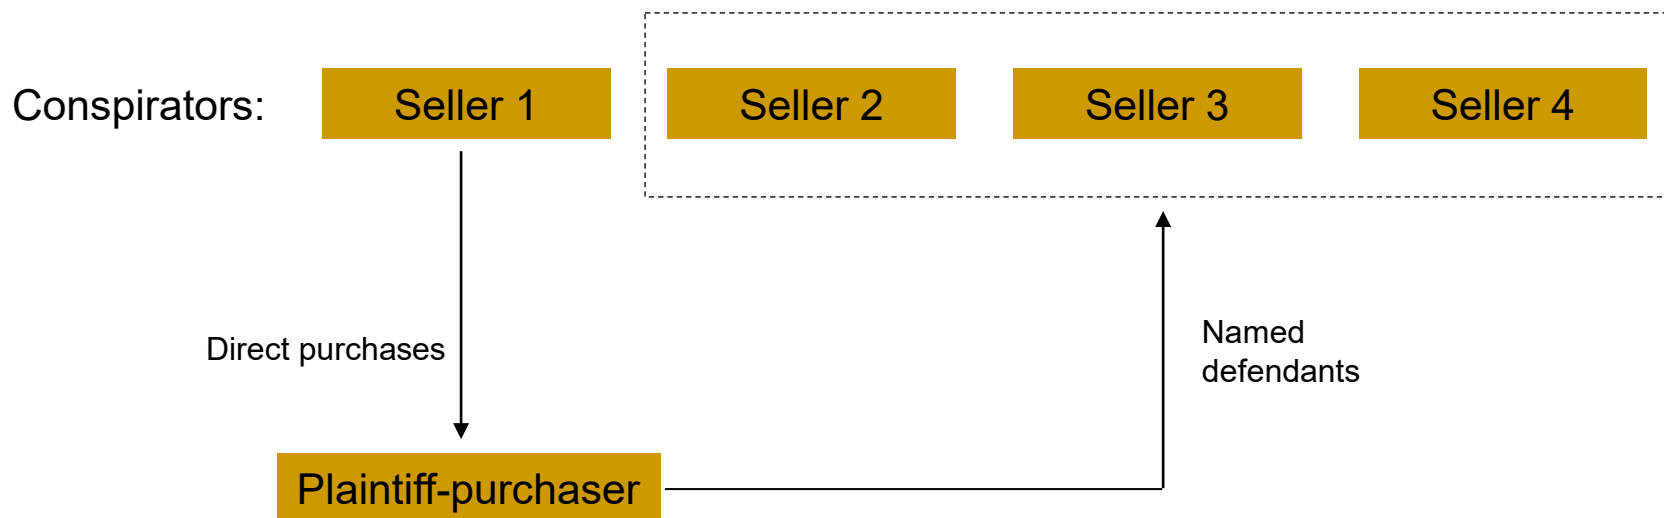 Conspirators:
Seller 1
Seller 2
Seller 3
Seller 4
Direct purchases
Named
defendants
Plaintiff-purchaser